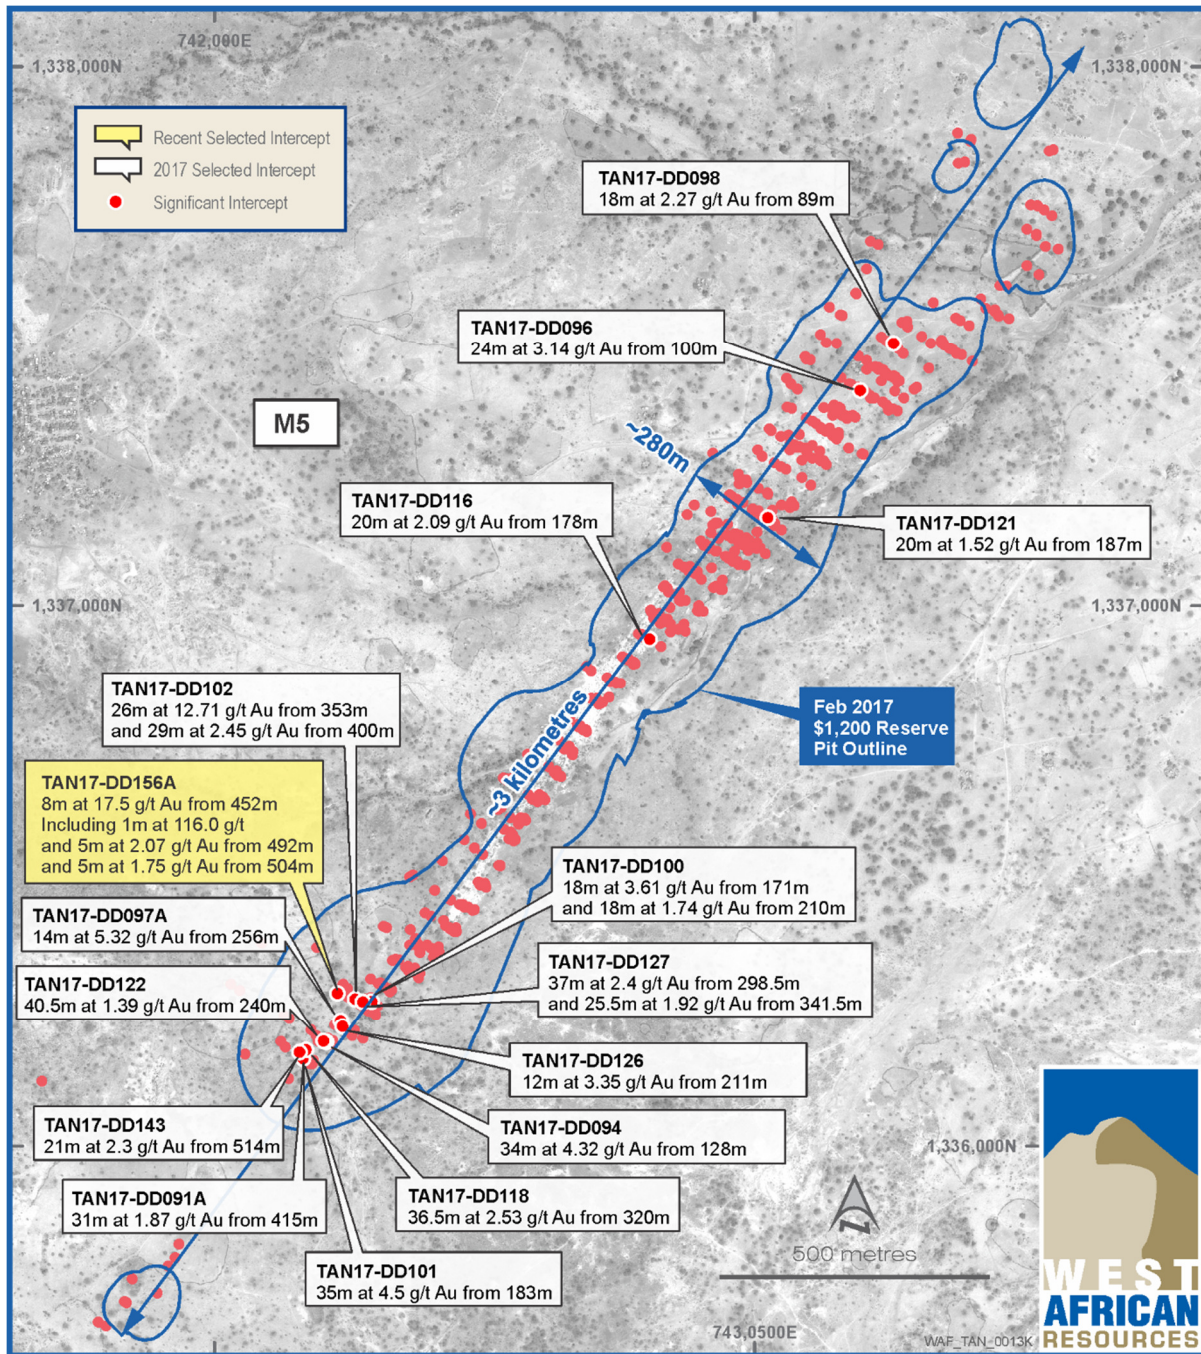 742,000E
1,338,000N
1,338,000N
Recent Selected Intercept
2017 Selected Intercept
Significant Intercept
TAN17-DD098
18m at 2.27 g/t Au from 89m
TAN17-DD096
24m at 3.14 g/t Au from 100m
M5
~280m
TAN17-DD116
20m at 2.09 g/t Au from 178m
TAN17-DD121
20m at 1.52 g/t Au from 187m
1,337,000N
1,337,000N
TAN17-DD102
26m at 12.71 g/t Au from 353m
and 29m at 2.45 g/t Au from 400m
Feb 2017
$1,200 Reserve
Pit Outline
~3 kilometres
TAN17-DD156A
8m at 17.5 g/t Au from 452m
Including 1m at 116.0 g/t
and 5m at 2.07 g/t Au from 492m
and 5m at 1.75 g/t Au from 504m
TAN17-DD100
18m at 3.61 g/t Au from 171m
and 18m at 1.74 g/t Au from 210m
TAN17-DD097A
14m at 5.32 g/t Au from 256m
TAN17-DD127
37m at 2.4 g/t Au from 298.5m
and 25.5m at 1.92 g/t Au from 341.5m
TAN17-DD122
40.5m at 1.39 g/t Au from 240m
TAN17-DD126
12m at 3.35 g/t Au from 211m
TAN17-DD143
21m at 2.3 g/t Au from 514m
TAN17-DD094
34m at 4.32 g/t Au from 128m
1,336,000N
TAN17-DD091A
31m at 1.87 g/t Au from 415m
TAN17-DD118
36.5m at 2.53 g/t Au from 320m
TAN17-DD101
35m at 4.5 g/t Au from 183m
N
500 metres
743,0500E
WAF_TAN_0013K
WEST
AFRICAN
RESOURCES